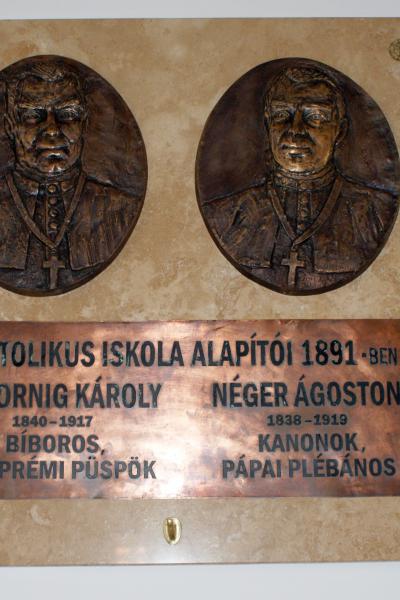 TOLIKUS ISKOLA ALAPÍTÓI 1891-BEN
ORNIG KÁROLY
1840-1917
BÍBOROS,
PRÉMI PÜSPÖK
NÉGER ÁGOSTON
1838-1919
KANONOK,
PÁPAI PLÉBÁNOS